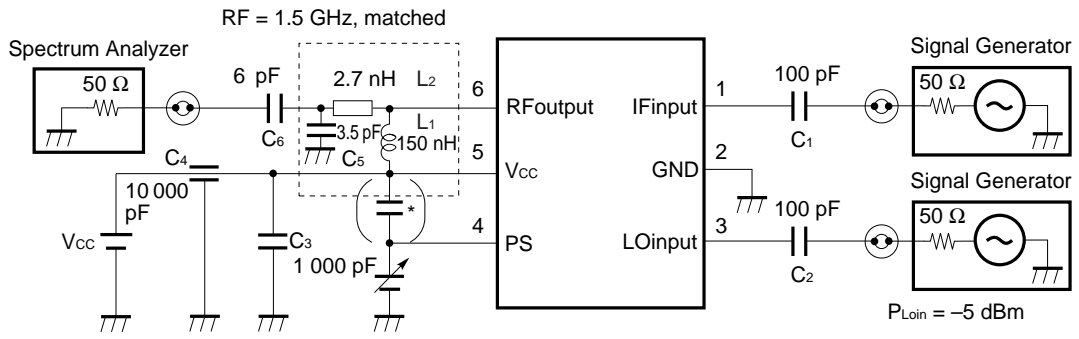 RF = 1.5 GHz, matched
Spectrum Analyzer
50 Ω
6 pF
C6
2.7 nH
L2
3.5 pF
C5
L1
150 nH
6
RFoutput
5
VCC
4
PS
*
C4
10 000 pF
VCC
C3
1 000 pF
IFinput
1
GND
2
LOinput
3
100 pF
C1
Signal Generator
50 Ω
100 pF
C2
Signal Generator
50 Ω
PLoin = –5 dBm